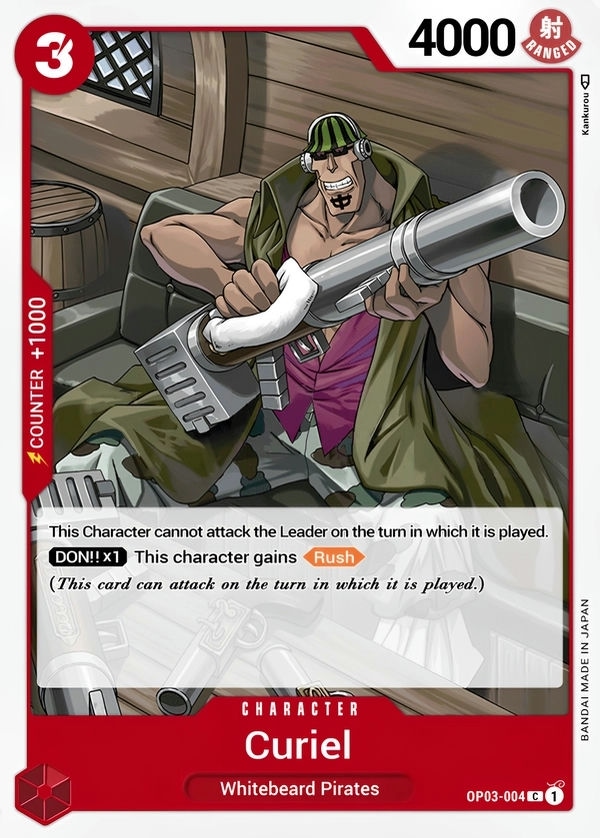 3
4000
射
RANGED
Kankurou
COUNTER +1000
This Character cannot attack the Leader on the turn in which it is played.
DON!! x1 This character gains Rush
(This card can attack on the turn in which it is played.)
BANDAI MADE IN JAPAN
CHARACTER
Curiel
Whitebeard Pirates
OP03-004 C 1